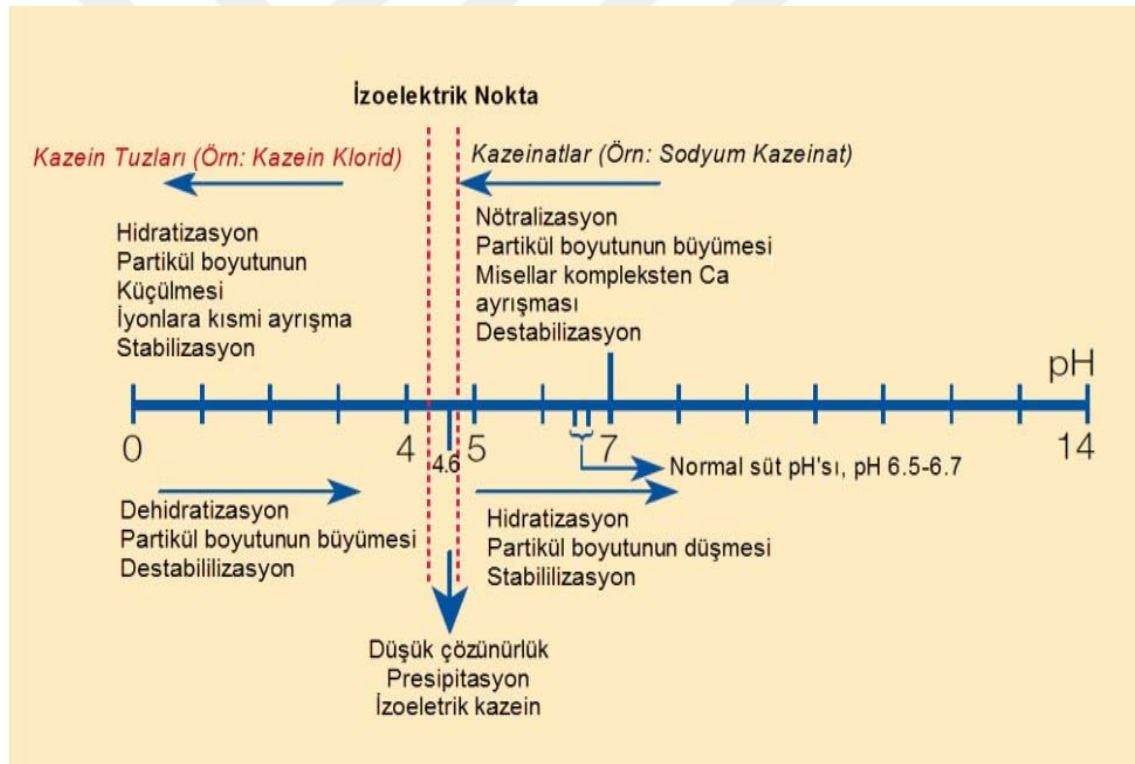 İzoelektrik Nokta
Kazein Tuzları (Örn: Kazein Klorid)
Kazeinatlar (Örn: Sodyum Kazeinat)
Hidratizasyon
Partikül boyutunun
Küçülmesi
İyonlara kısmi ayrışma
Stabilizasyon
Nötralizasyon
Partikül boyutunun büyümesi
Misellar kompleksten Ca
ayrışması
Destabilizasyon
pH
0
4
4.6
5
7
14
Normal süt pH'sı, pH 6.5-6.7
Dehidratizasyon
Partikül boyutunun büyümesi
Destabililizasyon
Hidratizasyon
Partikül boyutunun düşmesi
Stabililizasyon
Düşük çözünürlük
Presipitasyon
İzoeletrik kazein